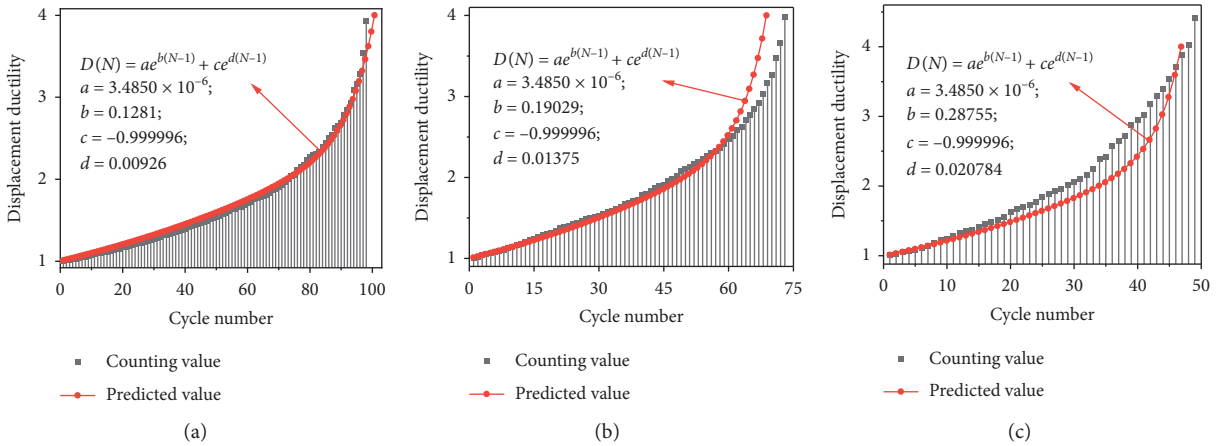 4
3
2
1
Displacement ductility
D(N) = ae^{b(N–1)} + ce^{d(N–1)}
a = 3.4850 × 10^{–6};
b = 0.1281;
c = –0.999996;
d = 0.00926
0 20 40 60 80 100
Cycle number
Counting value
Predicted value
(a)
4
3
2
1
Displacement ductility
D(N) = ae^{b(N–1)} + ce^{d(N–1)}
a = 3.4850 × 10^{–6};
b = 0.19029;
c = –0.999996;
d = 0.01375
0 15 30 45 60 75
Cycle number
Counting value
Predicted value
(b)
4
3
2
1
Displacement ductility
D(N) = ae^{b(N–1)} + ce^{d(N–1)}
a = 3.4850 × 10^{–6};
b = 0.28755;
c = –0.999996;
d = 0.020784
0 10 20 30 40 50
Cycle number
Counting value
Predicted value
(c)